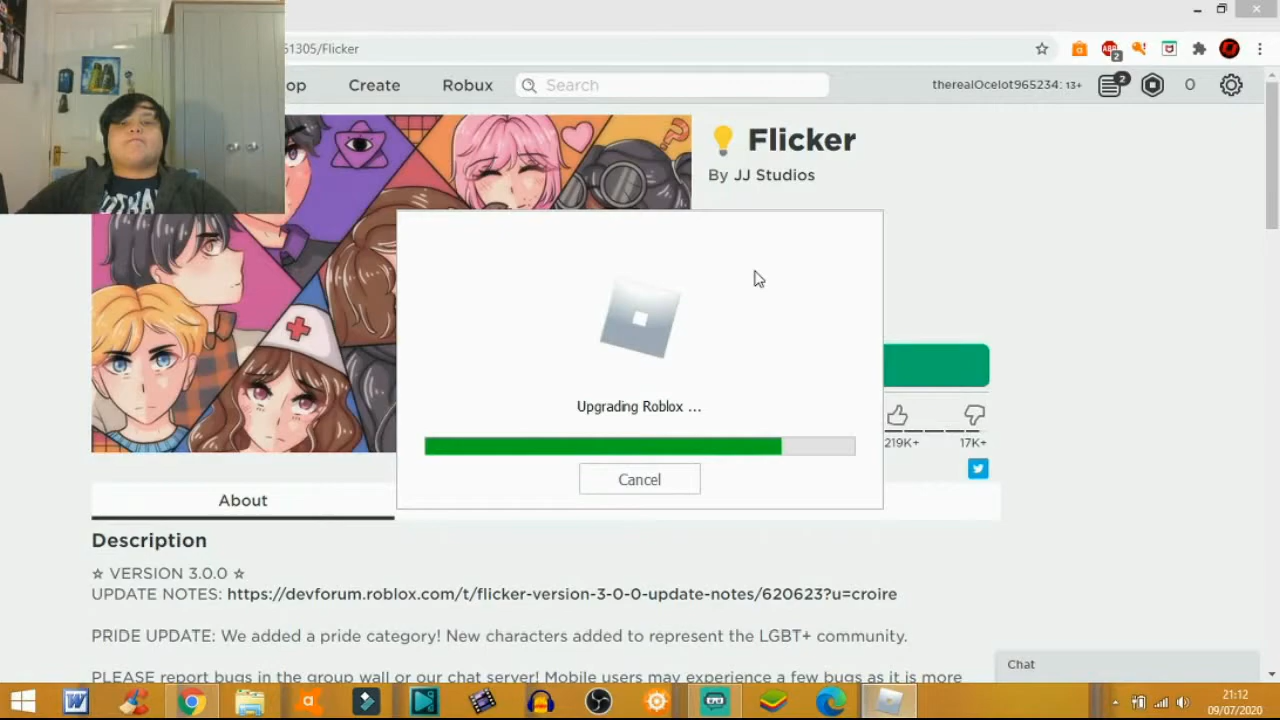 61305/Flicker
ABP
2
op
Create
Robux
Search
therealOcelot965234: 13+
2
0
Flicker
By JJ Studios
Upgrading Roblox ...
Cancel
219K+
17K+
About
Description
☆ VERSION 3.0.0 ☆
UPDATE NOTES: https://devforum.roblox.com/t/flicker-version-3-0-0-update-notes/620623?u=croire
PRIDE UPDATE: We added a pride category! New characters added to represent the LGBT+ community.
PLEASE report bugs in the group wall or our chat server! Mobile users may experience a few bugs as it is more
Chat
21:12
09/07/2020